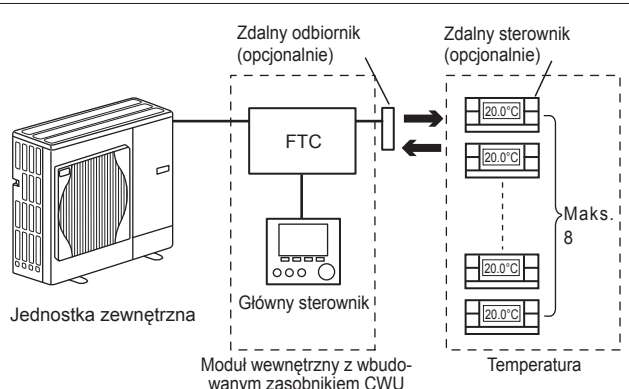 Zdalny odbiornik
(opcjonalnie)
Zdalny sterownik
(opcjonalnie)
FTC
20.0°C
20.0°C
20.0°C
20.0°C
Maks.
8
Główny sterownik
Jednostka zewnętrzna
Moduł wewnętrzny z wbudo-
wanym zasobnikiem CWU
Temperatura